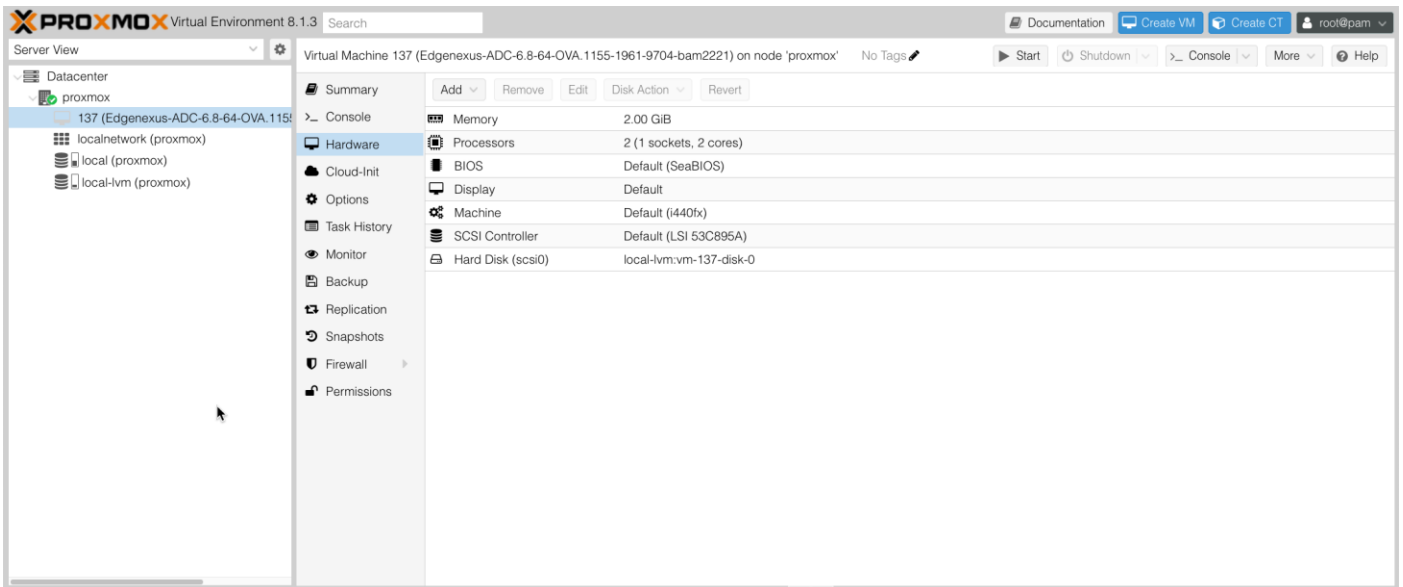 PROXMOX Virtual Environment 8.1.3 Search Documentation Create VM Create CT root@pam
Server View
Virtual Machine 137 (Edgenexus-ADC-6.8-64-OVA.1155-1961-9704-bam2221) on node 'proxmox' No Tags Start Shutdown >_ Console More Help
Datacenter
proxmox
137 (Edgenexus-ADC-6.8-64-OVA.115
localnetwork (proxmox)
local (proxmox)
local-lvm (proxmox)
Summary
>_ Console
Hardware
Cloud-Init
Options
Task History
Monitor
Backup
Replication
Snapshots
Firewall
Permissions
Add Remove Edit Disk Action Revert
Memory 2.00 GiB
Processors 2 (1 sockets, 2 cores)
BIOS Default (SeaBIOS)
Display Default
Machine Default (i440fx)
SCSI Controller Default (LSI 53C895A)
Hard Disk (scsi0) local-lvm:vm-137-disk-0